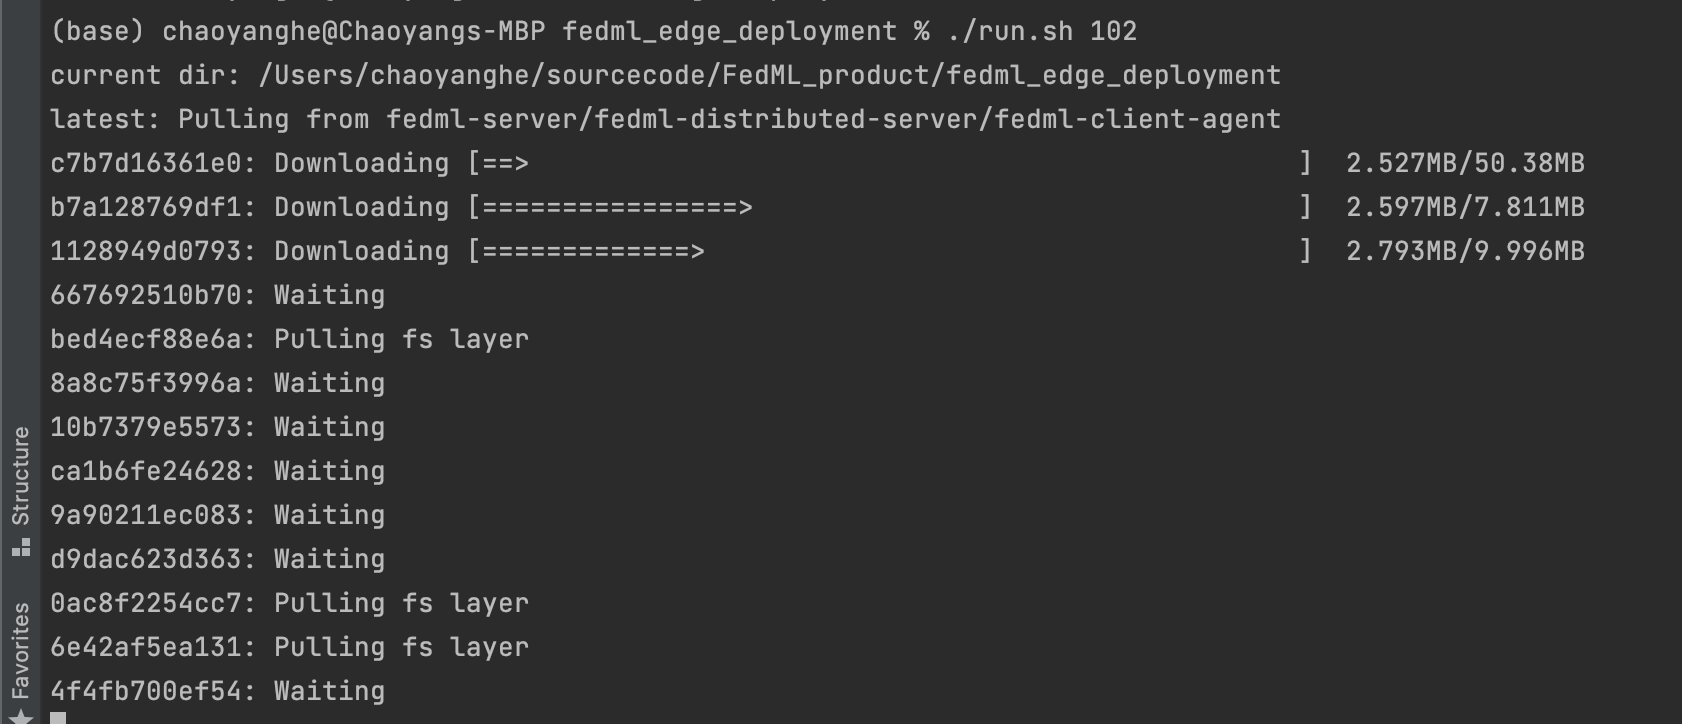 (base) chaoyanghe@Chaoyangs-MBP fedml_edge_deployment % ./run.sh 102
current dir: /Users/chaoyanghe/sourcecode/FedML_product/fedml_edge_deployment
latest: Pulling from fedml-server/fedml-distributed-server/fedml-client-agent
c7b7d16361e0: Downloading [==>                                                ]  2.527MB/50.38MB
b7a128769df1: Downloading [================>                                  ]  2.597MB/7.811MB
1128949d0793: Downloading [=============>                                     ]  2.793MB/9.996MB
667692510b70: Waiting
bed4ecf88e6a: Pulling fs layer
8a8c75f3996a: Waiting
10b7379e5573: Waiting
ca1b6fe24628: Waiting
9a90211ec083: Waiting
d9dac623d363: Waiting
0ac8f2254cc7: Pulling fs layer
6e42af5ea131: Pulling fs layer
4f4fb700ef54: Waiting
Structure
Favorites